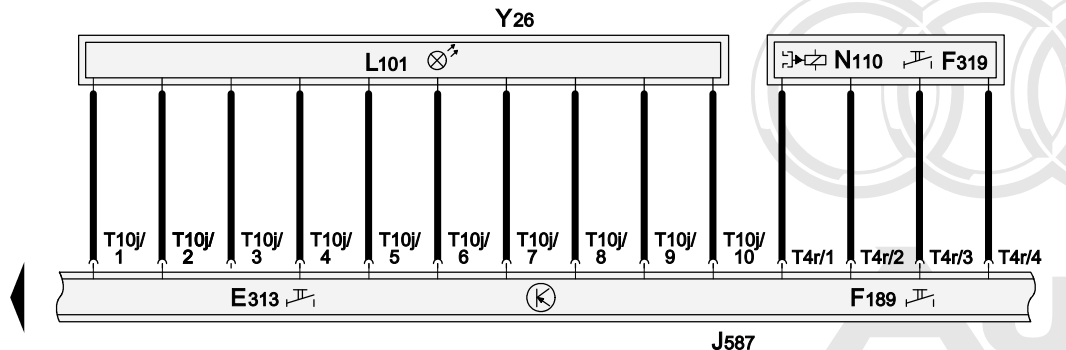 Y26
L101
N110 F319
T10j/ 1 T10j/ 2 T10j/ 3 T10j/ 4 T10j/ 5 T10j/ 6 T10j/ 7 T10j/ 8 T10j/ 9 T10j/ 10 T4r/1 T4r/2 T4r/3 T4r/4
E313 F189
J587